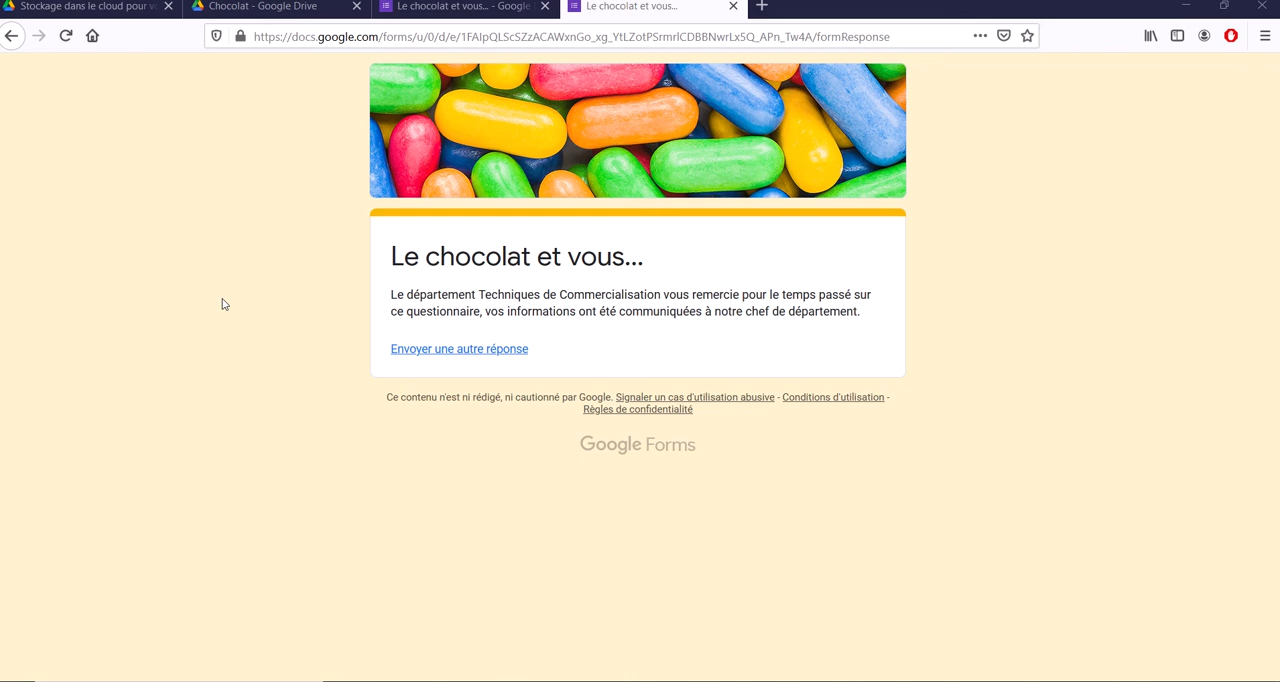 Stockage dans le cloud pour v
Chocolat - Google Drive
Le chocolat et vous... - Google
Le chocolat et vous...
https://docs.google.com/forms/u/0/d/e/1FAIpQLScSZzACAWxnGo_xg_YtLZotPSrmrlCDBBNwrLx5Q_APn_Tw4A/formResponse
Le chocolat et vous...
Le département Techniques de Commercialisation vous remercie pour le temps passé sur
ce questionnaire, vos informations ont été communiquées à notre chef de département.
Envoyer une autre réponse
Ce contenu n'est ni rédigé, ni cautionné par Google. Signaler un cas d'utilisation abusive - Conditions d'utilisation -
Règles de confidentialité
Google Forms